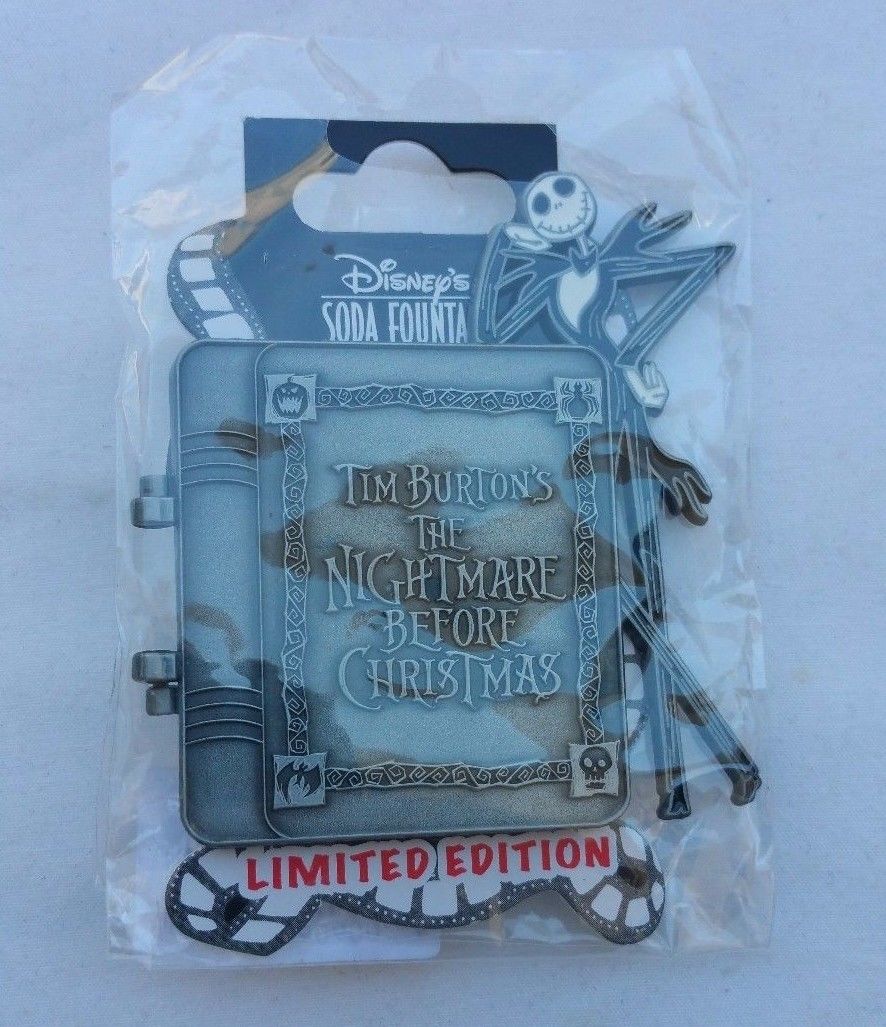 Disney's
SODA FOUNTA
TIM BURTON'S
THE
NIGHTMARE
BEFORE
CHRISTMAS
LIMITED EDITION